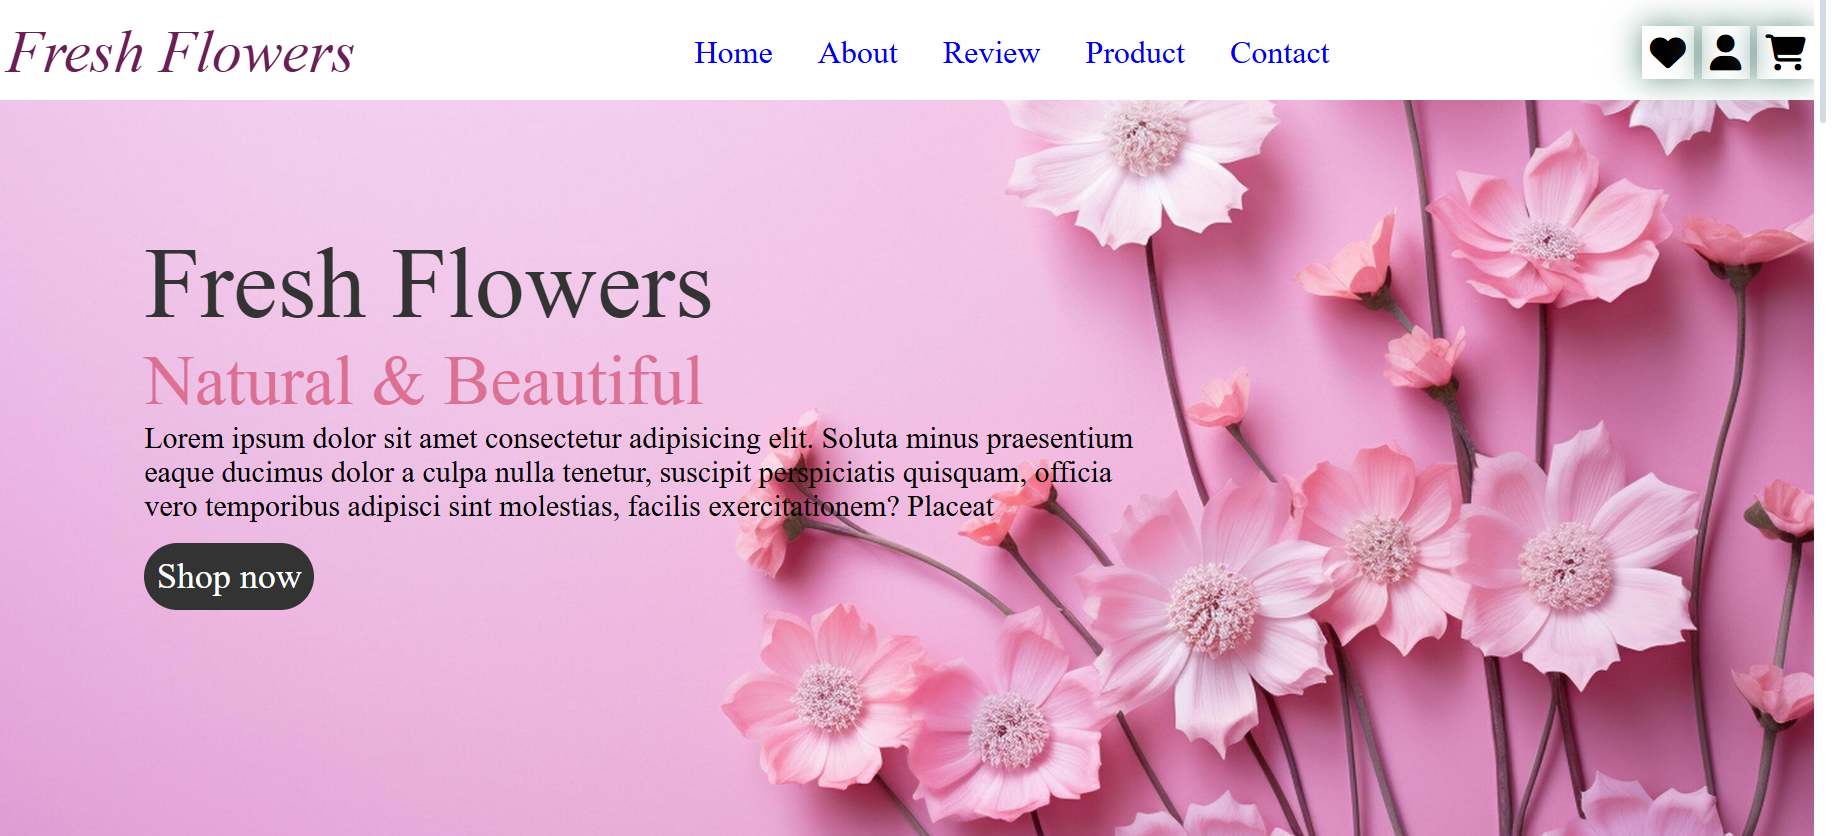 Fresh Flowers
Home About Review Product Contact
Fresh Flowers
Natural & Beautiful
Lorem ipsum dolor sit amet consectetur adipisicing elit. Soluta minus praesentium
eaque ducimus dolor a culpa nulla tenetur, suscipit perspiciatis quisquam, officia
vero temporibus adipisci sint molestias, facilis exercitationem? Placeat
Shop now